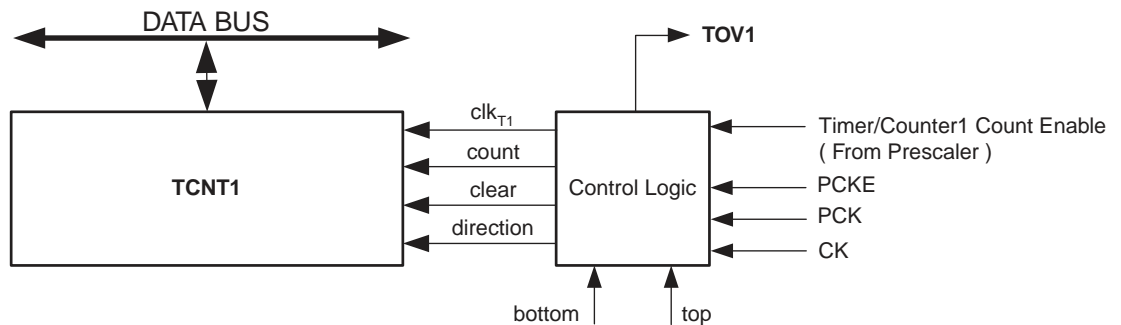 DATA BUS
TOV1
clkT1
Timer/Counter1 Count Enable
( From Prescaler )
count
TCNT1
clear
Control Logic
PCKE
PCK
direction
CK
bottom
top